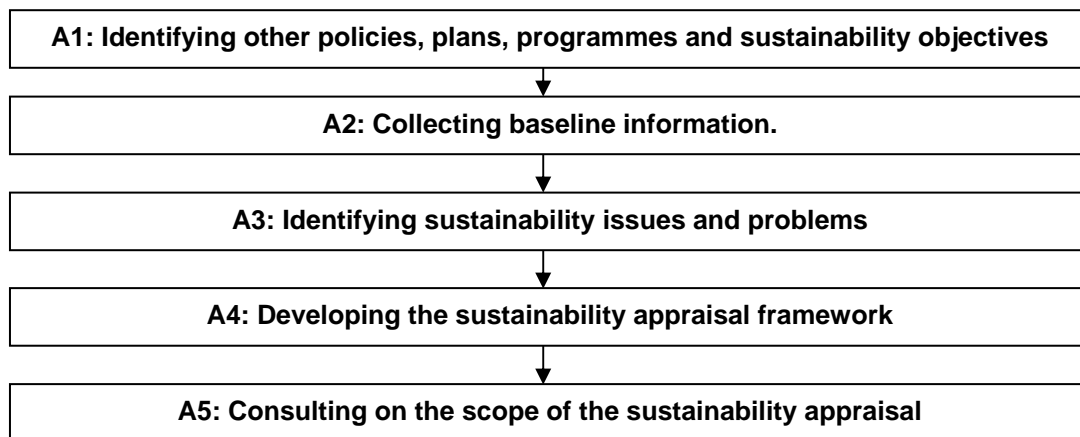 A1: Identifying other policies, plans, programmes and sustainability objectives
A2: Collecting baseline information.
A3: Identifying sustainability issues and problems
A4: Developing the sustainability appraisal framework
A5: Consulting on the scope of the sustainability appraisal